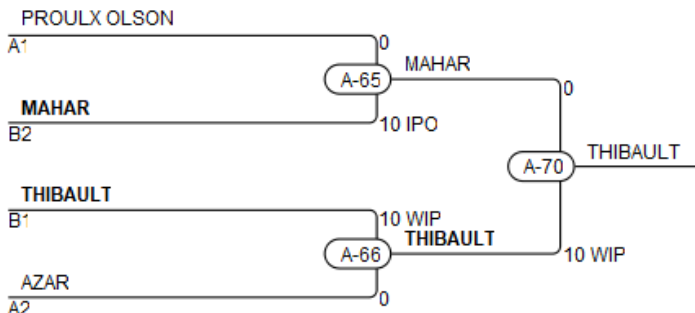 PROULX OLSON
A1
0
A-65
MAHAR
0
MAHAR
B2
10 IPO
A-70
THIBAULT
THIBAULT
B1
10 WIP
A-66
THIBAULT
10 WIP
AZAR
A2
0